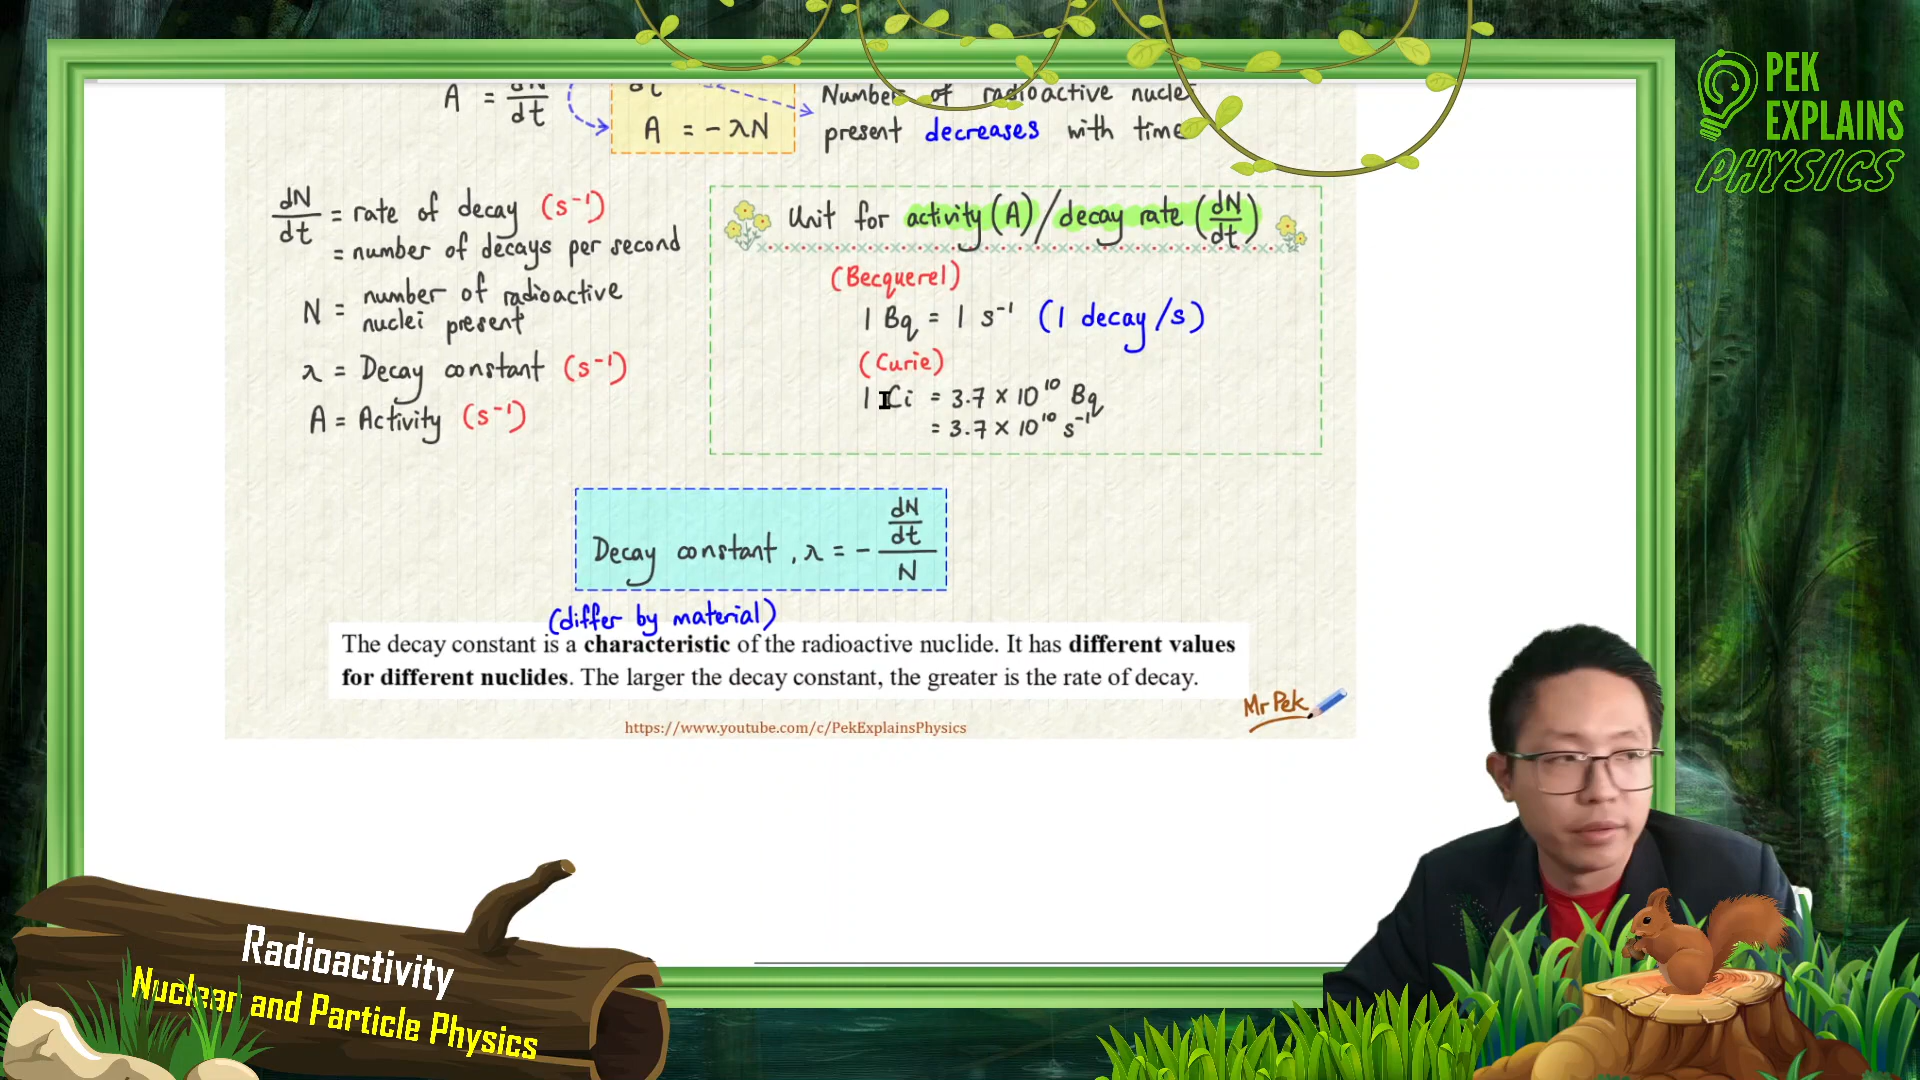 PEK
EXPLAINS
PHYSICS
A = dN/dt
A = -λN
Number of radioactive nuclei
present decreases with time
dN/dt = rate of decay (s⁻¹)
= number of decays per second
N = number of radioactive
nuclei present
λ = Decay constant (s⁻¹)
A = Activity (s⁻¹)
Unit for activity (A) / decay rate (dN/dt)
(Becquerel)
1 Bq = 1 s⁻¹ (1 decay/s)
(Curie)
1 Ci = 3.7 × 10¹⁰ Bq
= 3.7 × 10¹⁰ s⁻¹
Decay constant, λ = - (dN/dt)/N
(differ by material)
The decay constant is a characteristic of the radioactive nuclide. It has different values
for different nuclides. The larger the decay constant, the greater is the rate of decay.
Mr Pek
https://www.youtube.com/c/PekExplainsPhysics
Radioactivity
Nuclear and Particle Physics